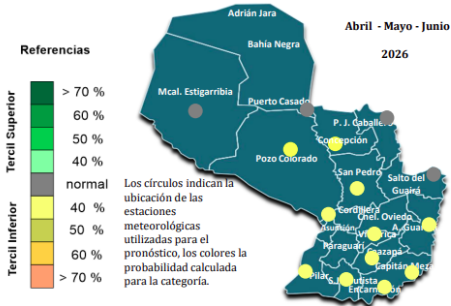 Adrián Jara
Abril - Mayo - Junio
2026
Bahía Negra
Referencias
Mcal. Estigarribia
Puerto Casado
P. J. Caballero
Concepción
Pozo Colorado
San Pedro
Salto del
Guairá
Cordillera
Cnel. Oviedo
Asunción
A. Gua
Villarrica
Paraguarí
Caazapá
Capitán Meza
Pilar
S.J.Bautista
Encarnación
Tercil Superior
Tercil Inferior
> 70 %
60 %
50 %
40 %
normal
40 %
50 %
60 %
> 70 %
Los círculos indican la
ubicación de las
estaciones
meteorológicas
utilizadas para el
pronóstico, los colores la
probabilidad calculada
para la categoría.